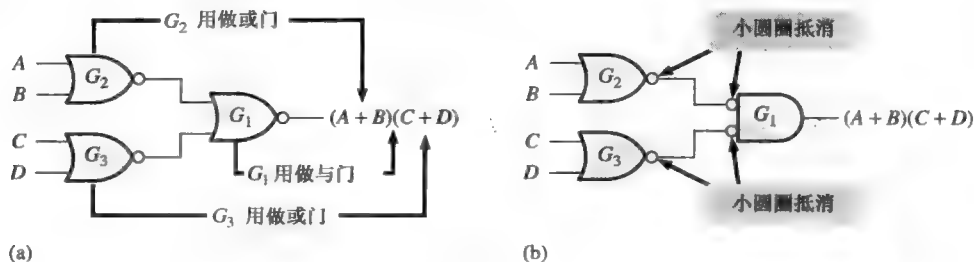 G₂ 用做或门
A
B
G₂
C
D
G₃
G₁
(A + B)(C + D)
G₁ 用做与门
G₃ 用做或门
(a)
小圆圈抵消
A
B
G₂
C
D
G₃
G₁
(A + B)(C + D)
小圆圈抵消
(b)